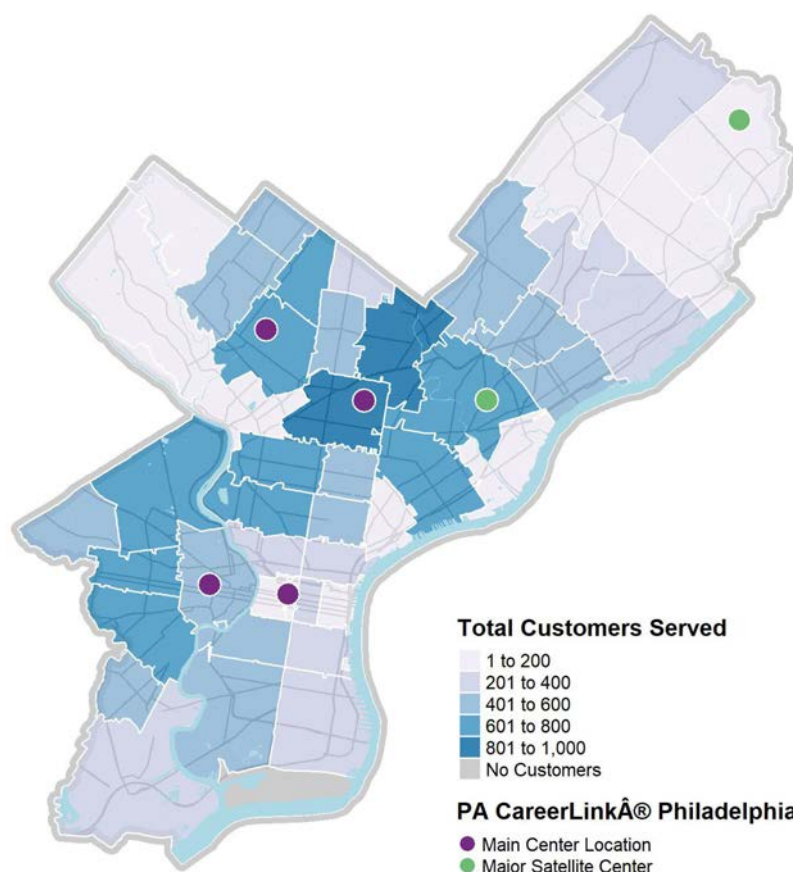 Total Customers Served
1 to 200
201 to 400
401 to 600
601 to 800
801 to 1,000
No Customers
PA CareerLinkÂ® Philadelphia
Main Center Location
Major Satellite Center